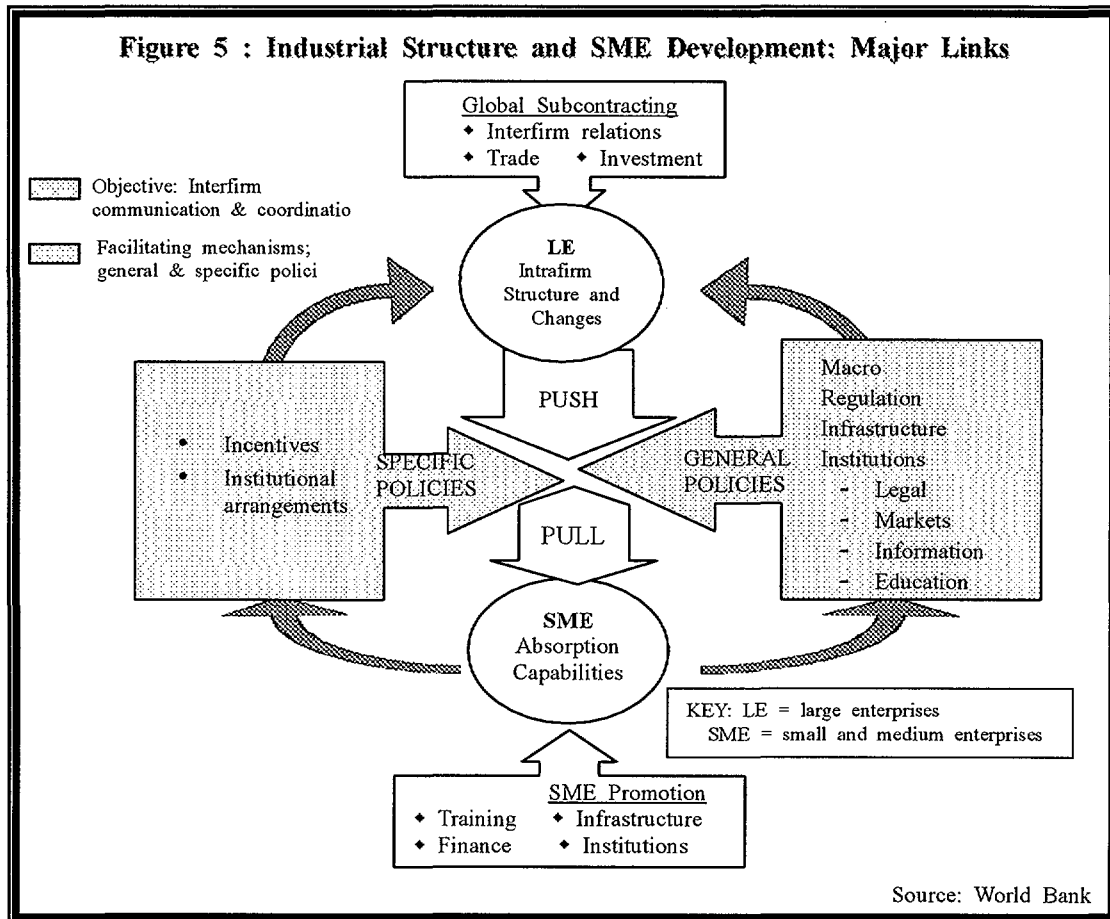 Figure 5 : Industrial Structure and SME Development: Major Links
Global Subcontracting
◆ Interfirm relations
◆ Trade ◆ Investment
Objective: Interfirm
communication & coordinatio
Facilitating mechanisms;
general & specific polici
LE
Intrafirm
Structure and
Changes
PUSH
• Incentives
• Institutional
arrangements
SPECIFIC
POLICIES
GENERAL
POLICIES
Macro
Regulation
Infrastructure
Institutions
- Legal
- Markets
- Information
- Education
PULL
SME
Absorption
Capabilities
KEY: LE = large enterprises
SME = small and medium enterprises
SME Promotion
◆ Training ◆ Infrastructure
◆ Finance ◆ Institutions
Source: World Bank